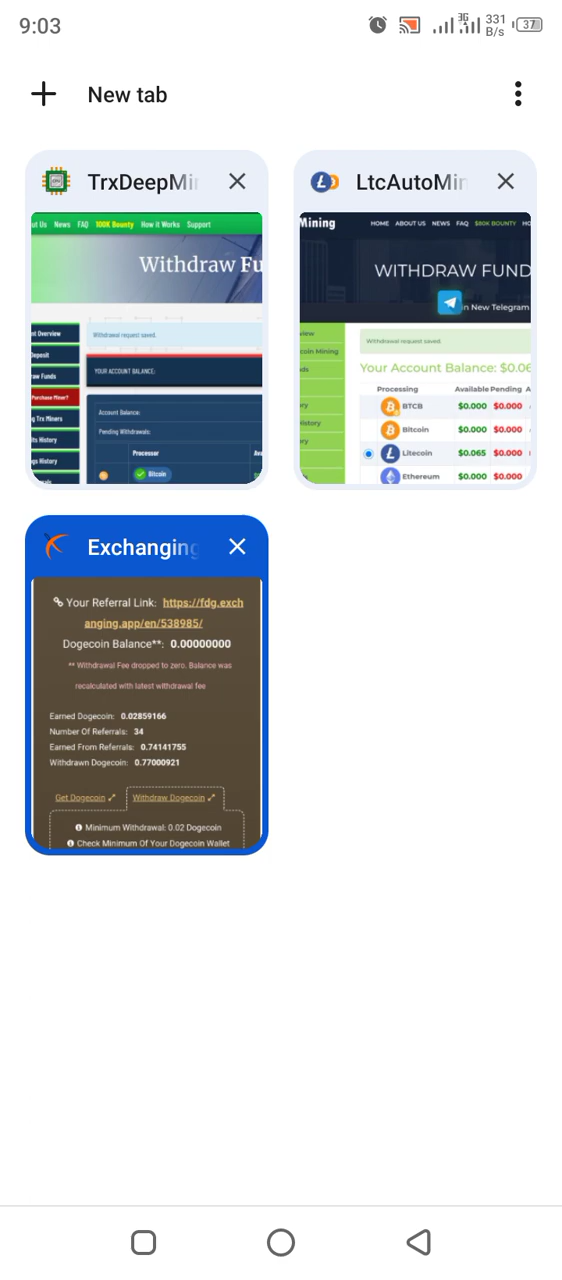 9:03
3G
331
B/s
37
New tab
TrxDeepMi
ut Us News FAQ 100K Bounty How it Works Support
Withdraw Fu
nt Overview
Deposit
raw Funds
Purchase Miner?
g Trx Miners
its History
gs History
Withdrawal request saved.
YOUR ACCOUNT BALANCE:
Account Balance:
Pending Withdrawals:
Processor
Bitcoin
LtcAutoMin
Mining
HOME ABOUT US NEWS FAQ $80K BOUNTY HO
WITHDRAW FUND
n New Telegram
view
coin Mining
ds
ry
History
ry
Withdrawal request saved.
Your Account Balance: $0.06
Processing Available Pending A
BTCB $0.000 $0.000
Bitcoin $0.000 $0.000
Litecoin $0.065 $0.000
Ethereum $0.000 $0.000
Exchanging
Your Referral Link: https://fdg.exch
anging.app/en/538985/
Dogecoin Balance**: 0.00000000
** Withdrawal Fee dropped to zero. Balance was
recalculated with latest withdrawal fee
Earned Dogecoin: 0.02859166
Number Of Referrals: 34
Earned From Referrals: 0.74141755
Withdrawn Dogecoin: 0.77000921
Get Dogecoin Withdraw Dogecoin
Minimum Withdrawal: 0.02 Dogecoin
Check Minimum Of Your Dogecoin Wallet